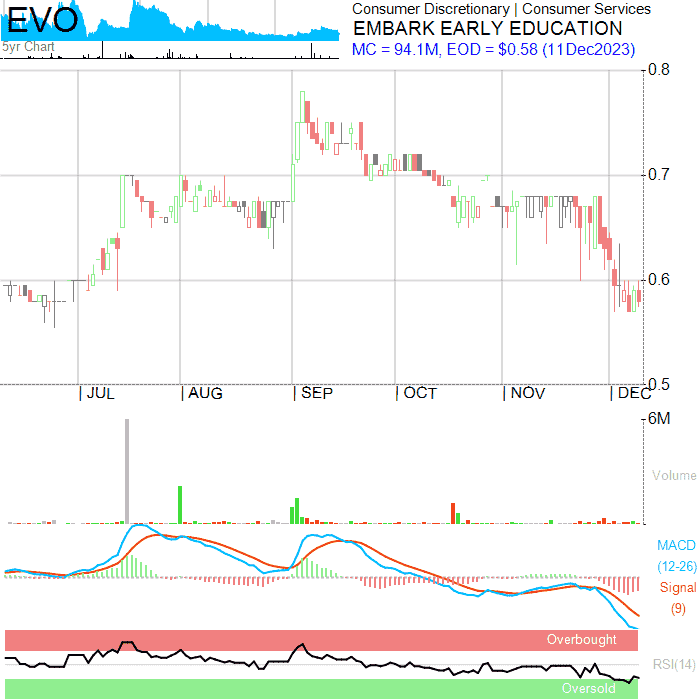 EVO
5yr Chart
Consumer Discretionary | Consumer Services
EMBARK EARLY EDUCATION
MC = 94.1M, EOD = $0.58 (11Dec2023)
0.8
0.7
0.6
0.5
| JUL | AUG | SEP | OCT | NOV | DEC
6M
Volume
MACD
(12-26)
Signal
(9)
Overbought
RSI(14)
Oversold